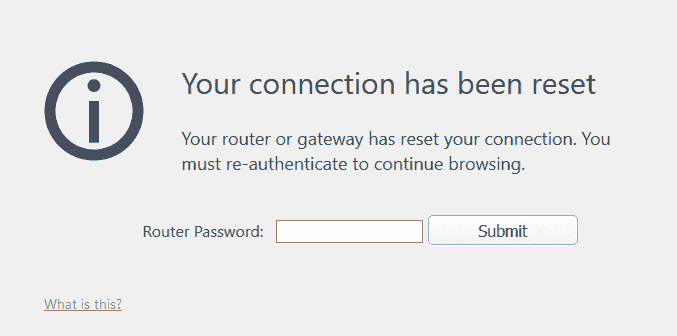 Your connection has been reset
Your router or gateway has reset your connection. You
must re-authenticate to continue browsing.
Router Password: Submit
What is this?